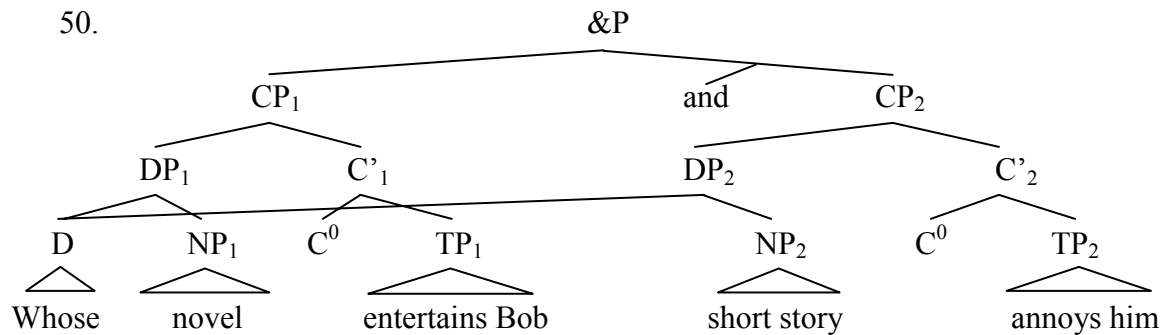 50. &P
CP₁ and CP₂
DP₁ C’₁ DP₂ C’₂
D NP₁ C⁰ TP₁ NP₂ C⁰ TP₂
Whose novel entertains Bob short story annoys him